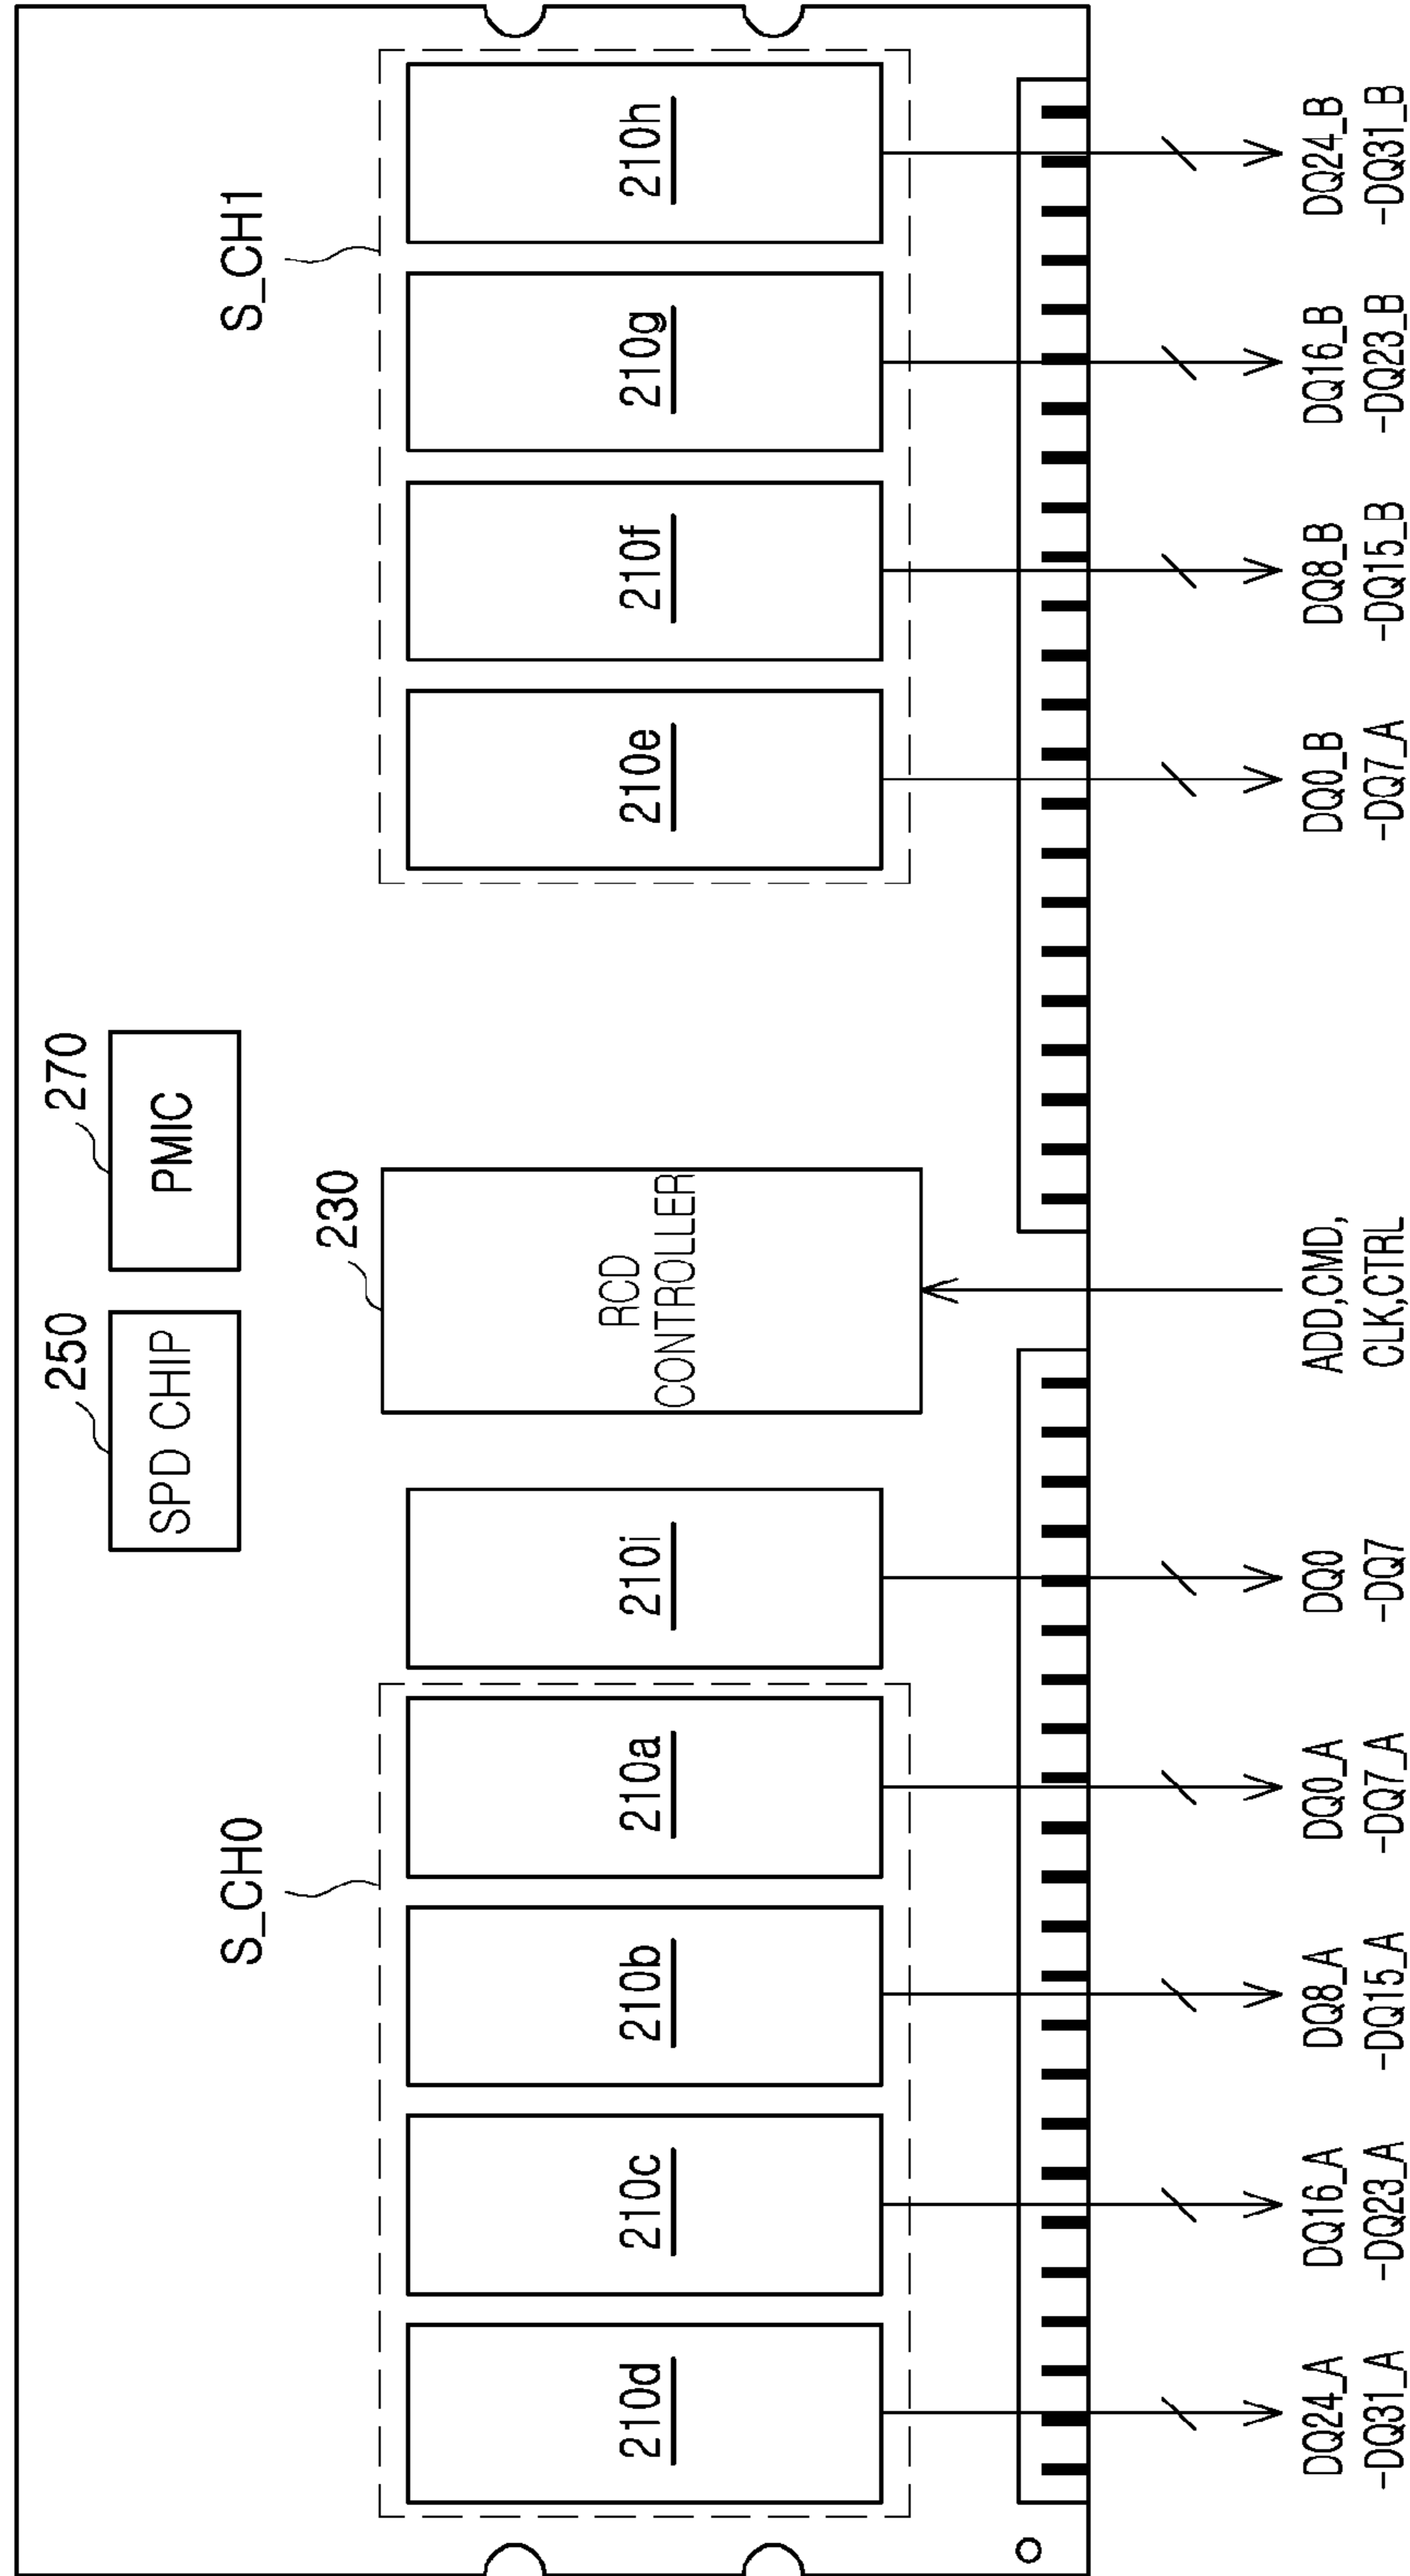 250
270
SPD CHIP
PMIC
S_CH0
S_CH1
230
210d
210c
210b
210a
210i
RCD
CONTROLLER
210e
210f
210g
210h
DQ24_A
-DQ31_A
DQ16_A
-DQ23_A
DQ8_A
-DQ15_A
DQ0_A
-DQ7_A
DQ0
-DQ7
ADD,CMD,
CLK,CTRL
DQ0_B
-DQ7_A
DQ8_B
-DQ15_B
DQ16_B
-DQ23_B
DQ24_B
-DQ31_B